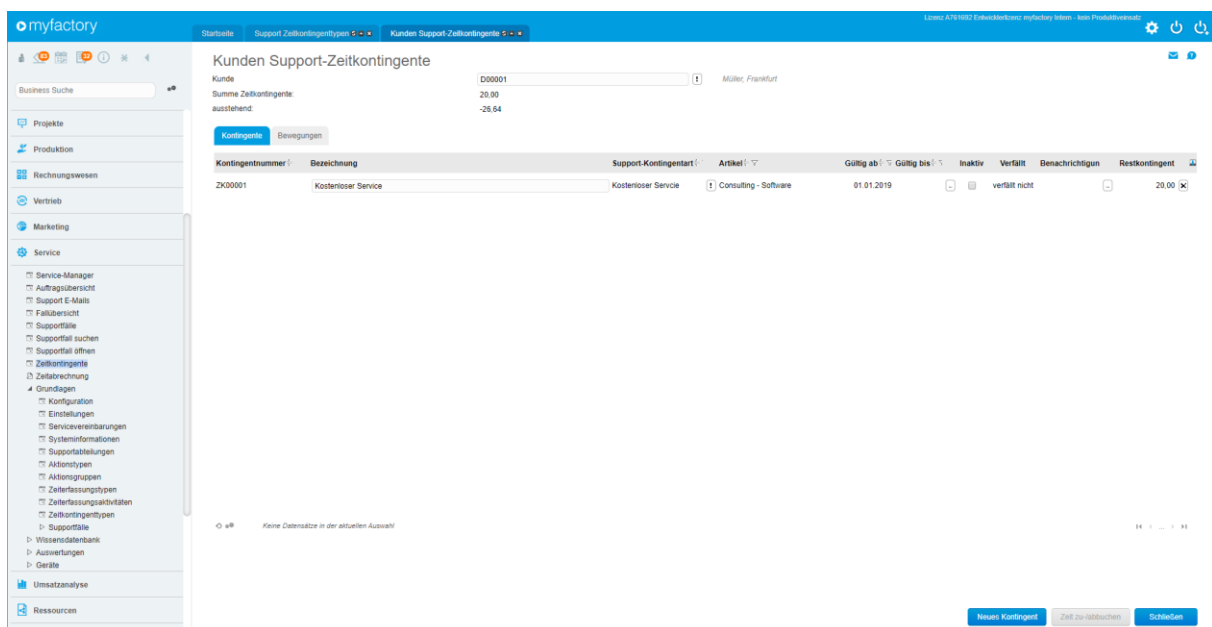 myfactory
Lizenz A761692 Entwicklerlizenz myfactory Intern - kein Produktiveinsatz
Startseite
Support Zeitkontingenttypen
Kunden Support-Zeitkontingente
Business Suche
Projekte
Produktion
Rechnungswesen
Vertrieb
Marketing
Service
Service-Manager
Auftragsübersicht
Support E-Mails
Fallübersicht
Supportfälle
Supportfall suchen
Supportfall öffnen
Zeitkontingente
Zeitabrechnung
Grundlagen
Konfiguration
Einstellungen
Servicevereinbarungen
Systeminformationen
Supportabteilungen
Aktionstypen
Aktionsgruppen
Zeiterfassungstypen
Zeiterfassungsaktivitäten
Zeitkontingenttypen
Supportfälle
Wissensdatenbank
Auswertungen
Geräte
Umsatzanalyse
Ressourcen
Kunden Support-Zeitkontingente
Kunde D00001 Müller, Frankfurt
Summe Zeitkontingente: 20,00
ausstehend: -26,64
Kontingente Bewegungen
Kontingentnummer Bezeichnung Support-Kontingentart Artikel Gültig ab Gültig bis Inaktiv Verfällt Benachrichtigun Restkontingent
ZK00001 Kostenloser Service Kostenloser Servcie Consulting - Software 01.01.2019 verfällt nicht 20,00
Keine Datensätze in der aktuellen Auswahl
Neues Kontingent Zeit zu-/abbuchen Schließen